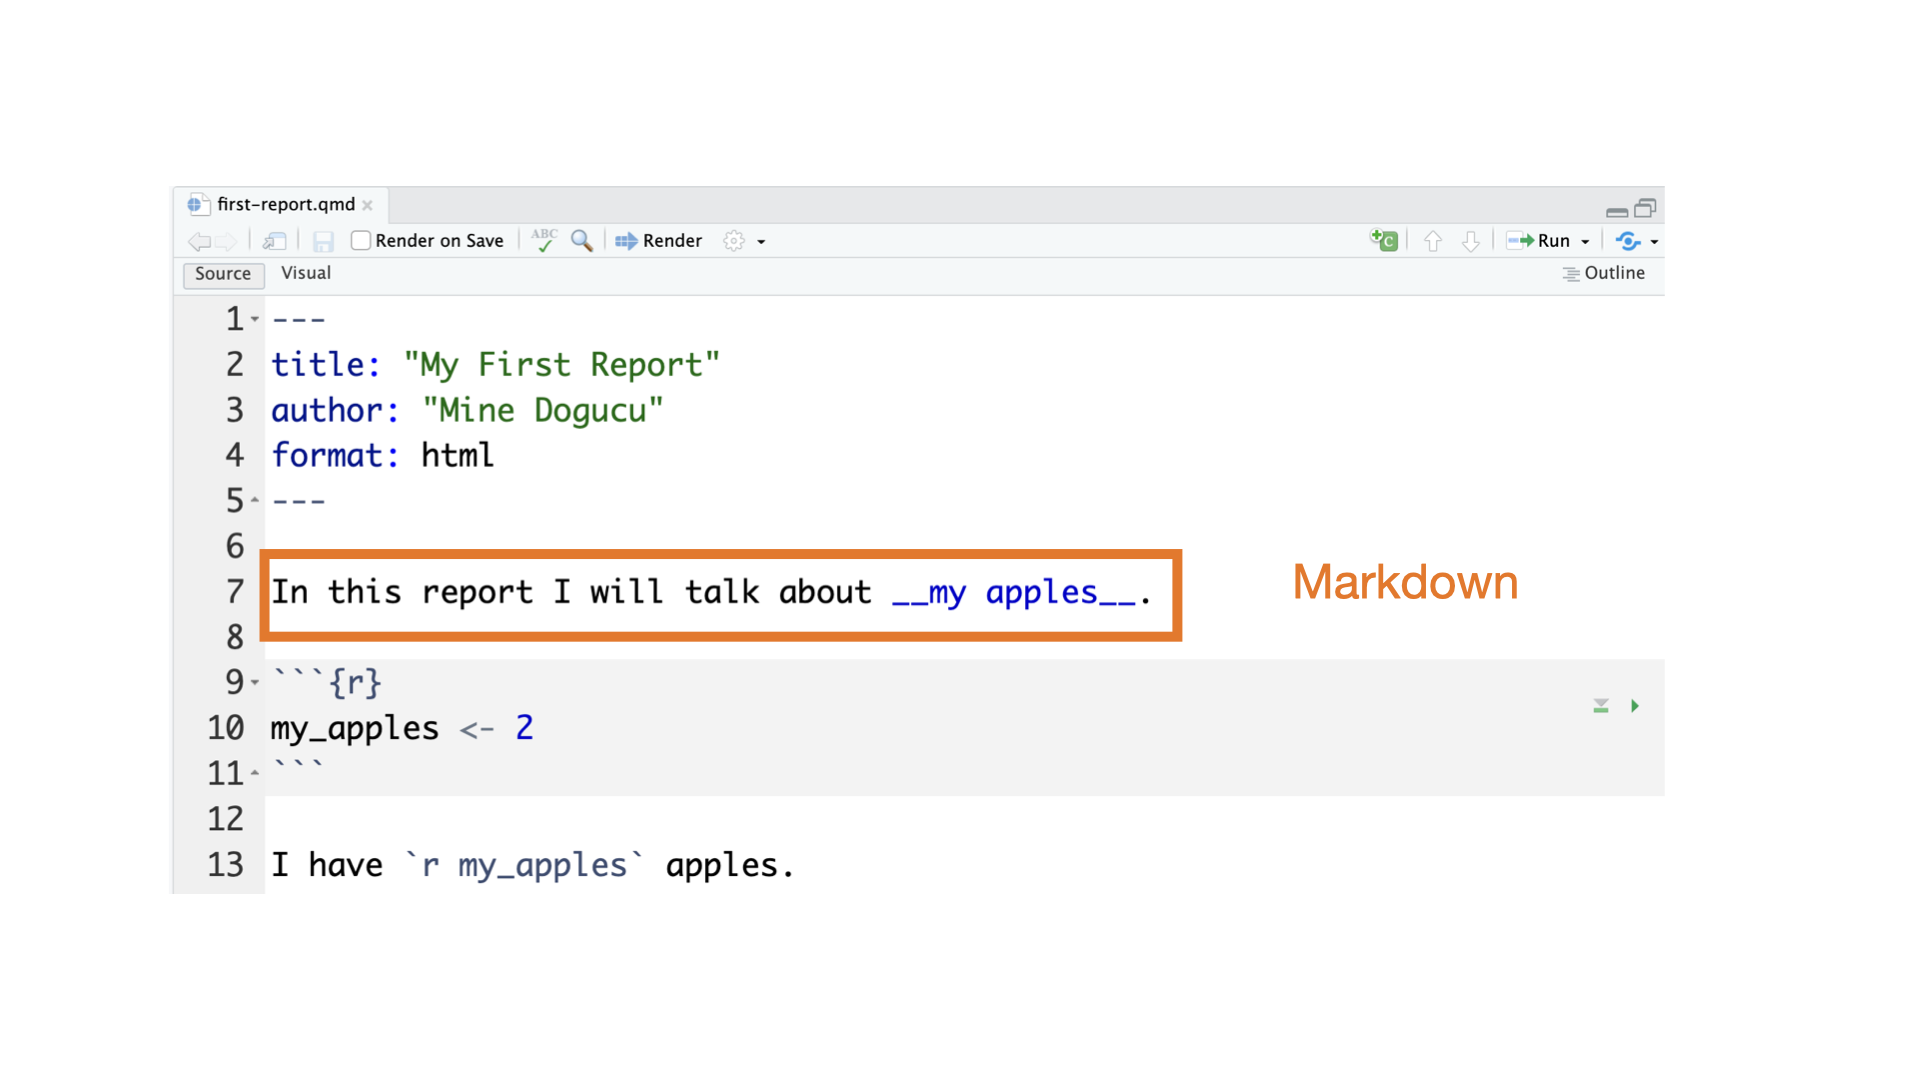 first-report.qmd
Render on Save ABC Render Run
Source Visual Outline
1 ---
2 title: "My First Report"
3 author: "Mine Dogucu"
4 format: html
5 ---
6
7 In this report I will talk about __my apples__.
Markdown
8
9 ```{r}
10 my_apples <- 2
11 ```
12
13 I have `r my_apples` apples.